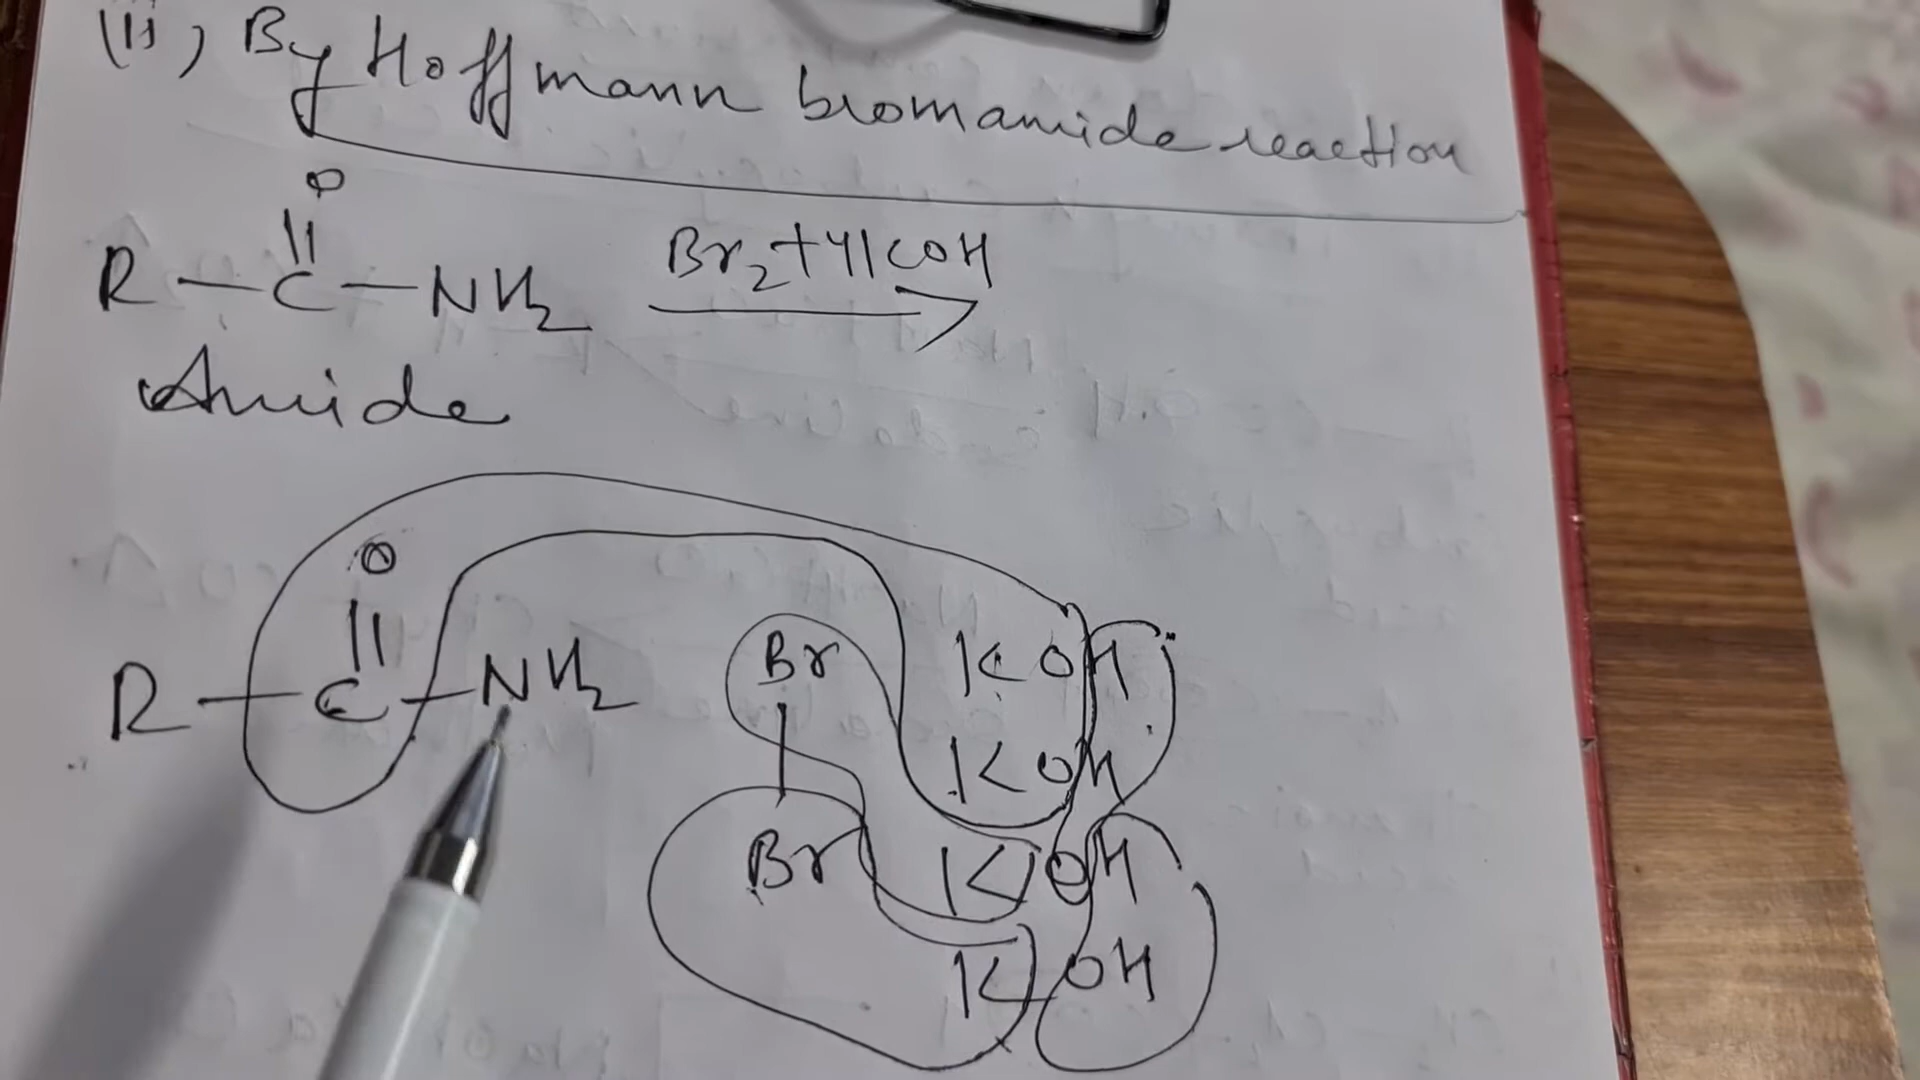 (ii), By Hoffmann bromamide reaction
O
||
R—C—NH2 Br2+4KOH
Amide
O
||
R—C—NH2
Br KOH
| KOH
Br KOH
KOH